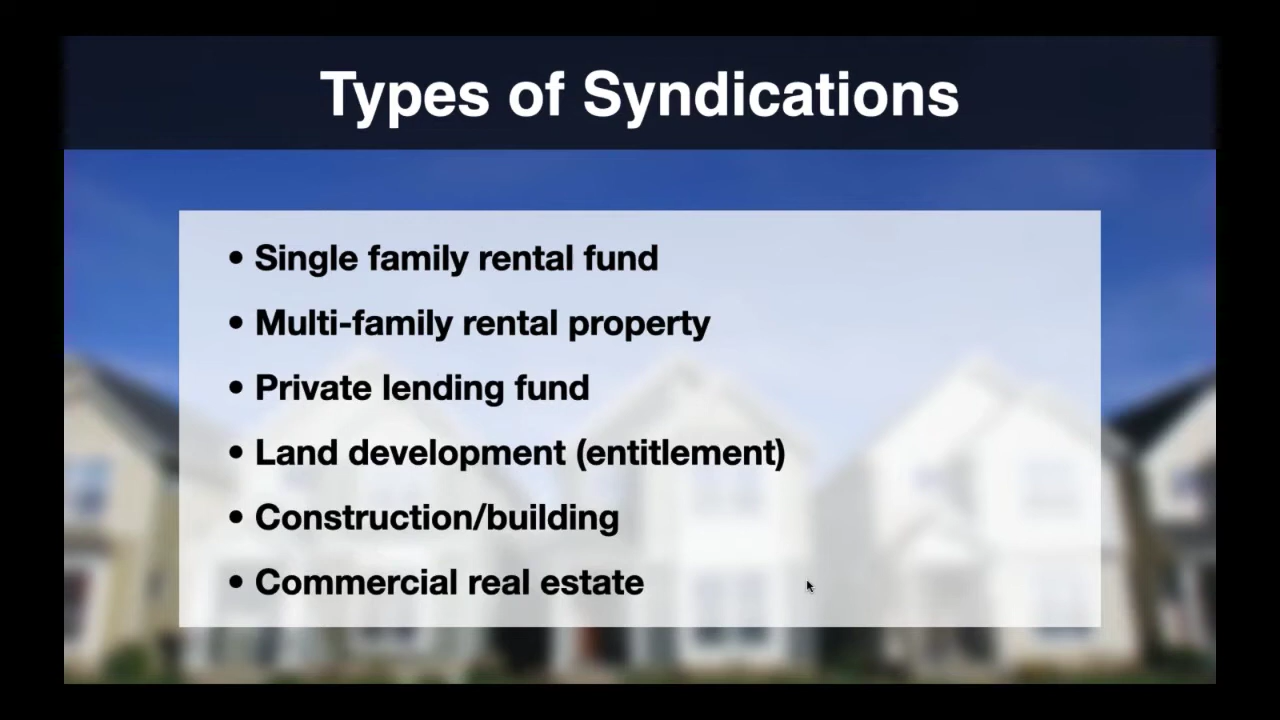 Types of Syndications
• Single family rental fund
• Multi-family rental property
• Private lending fund
• Land development (entitlement)
• Construction/building
• Commercial real estate